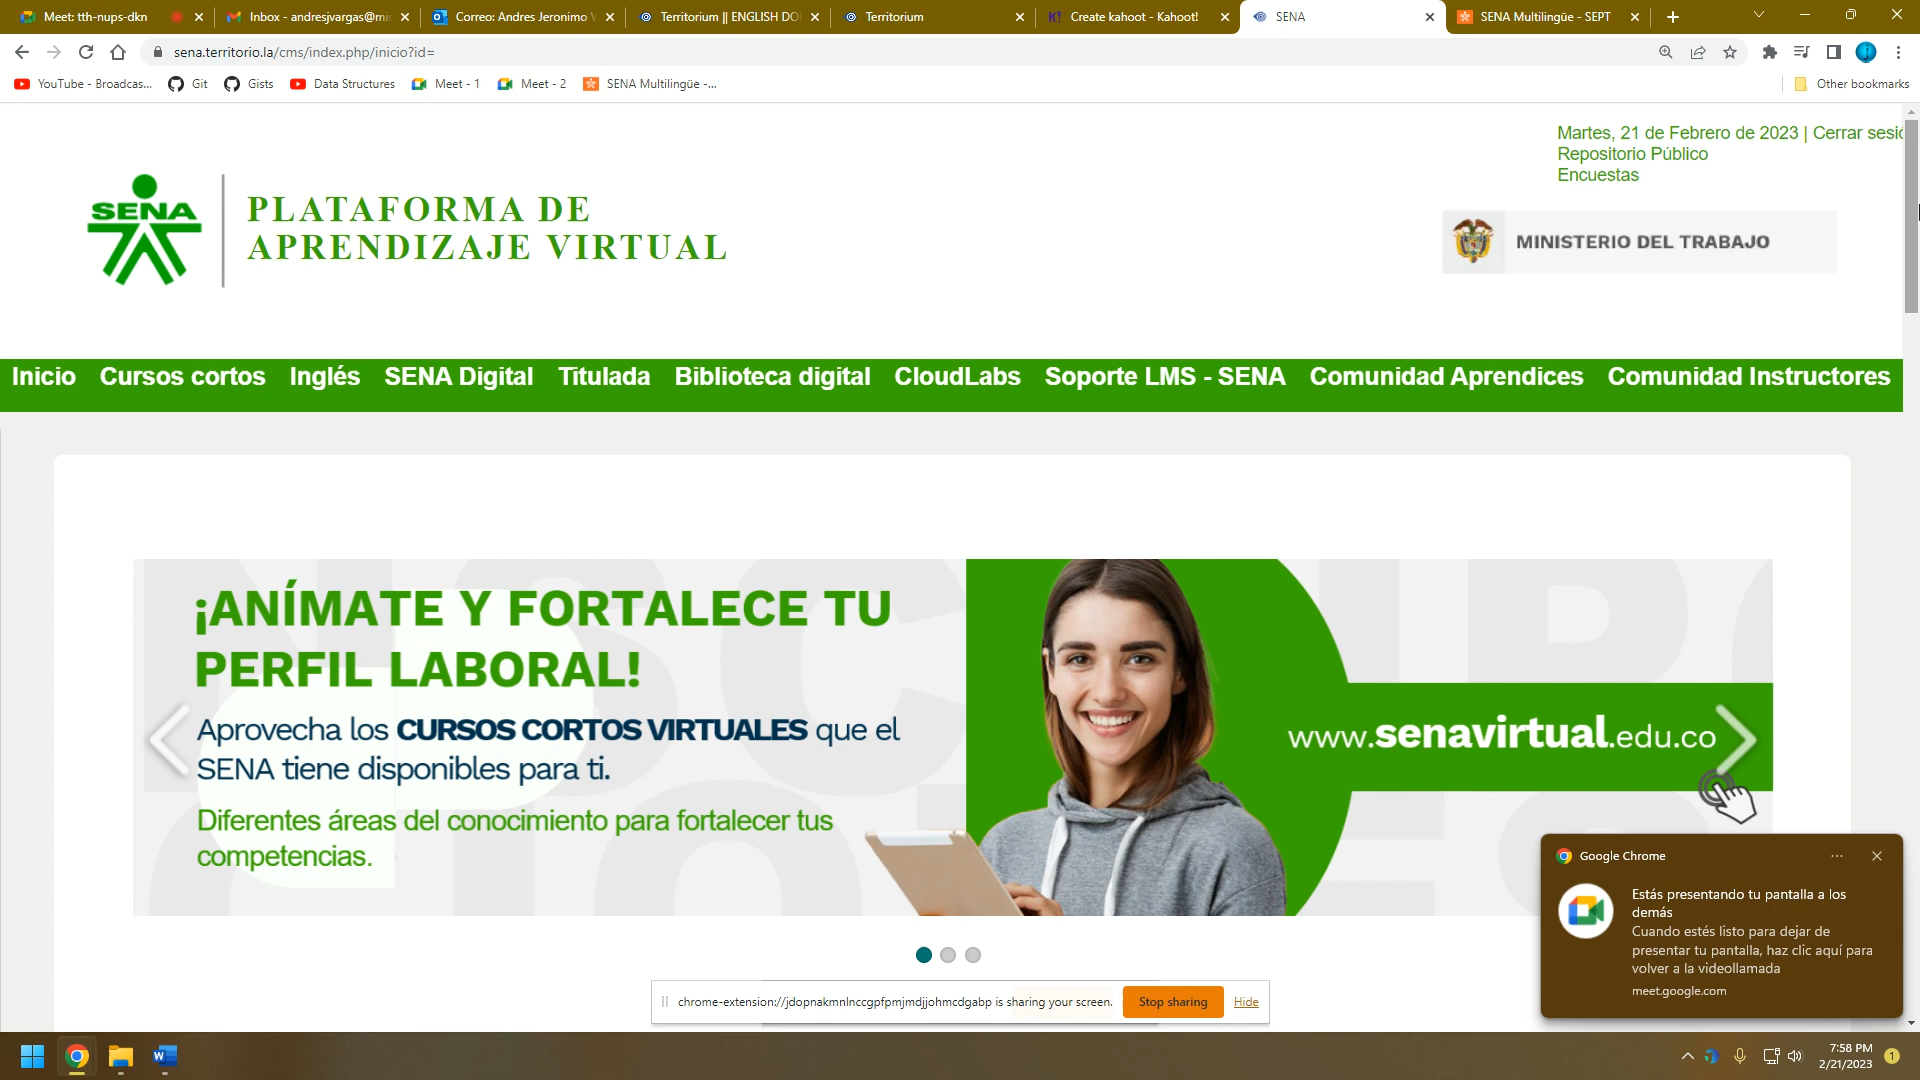 Meet: tth-nups-dkn
Inbox - andresjvargas@mi
Correo: Andres Jeronimo V
Territorium || ENGLISH DO
Territorium
Create kahoot - Kahoot!
SENA
SENA Multilingüe - SEPT
sena.territorio.la/cms/index.php/inicio?id=
YouTube - Broadcas...
Git
Gists
Data Structures
Meet - 1
Meet - 2
SENA Multilingüe -...
Other bookmarks
Martes, 21 de Febrero de 2023 | Cerrar sesió
Repositorio Público
Encuestas
SENA
PLATAFORMA DE
APRENDIZAJE VIRTUAL
MINISTERIO DEL TRABAJO
Inicio Cursos cortos Inglés SENA Digital Titulada Biblioteca digital CloudLabs Soporte LMS - SENA Comunidad Aprendices Comunidad Instructores
¡ANÍMATE Y FORTALECE TU
PERFIL LABORAL!
Aprovecha los CURSOS CORTOS VIRTUALES que el
SENA tiene disponibles para ti.
Diferentes áreas del conocimiento para fortalecer tus
competencias.
www.senavirtual.edu.co
Google Chrome
Estás presentando tu pantalla a los
demás
Cuando estés listo para dejar de
presentar tu pantalla, haz clic aquí para
volver a la videollamada
meet.google.com
chrome-extension://jdopnakmnlnccgpfpmjmdjjohmcdgabp is sharing your screen.
Stop sharing
Hide
7:58 PM
2/21/2023
1